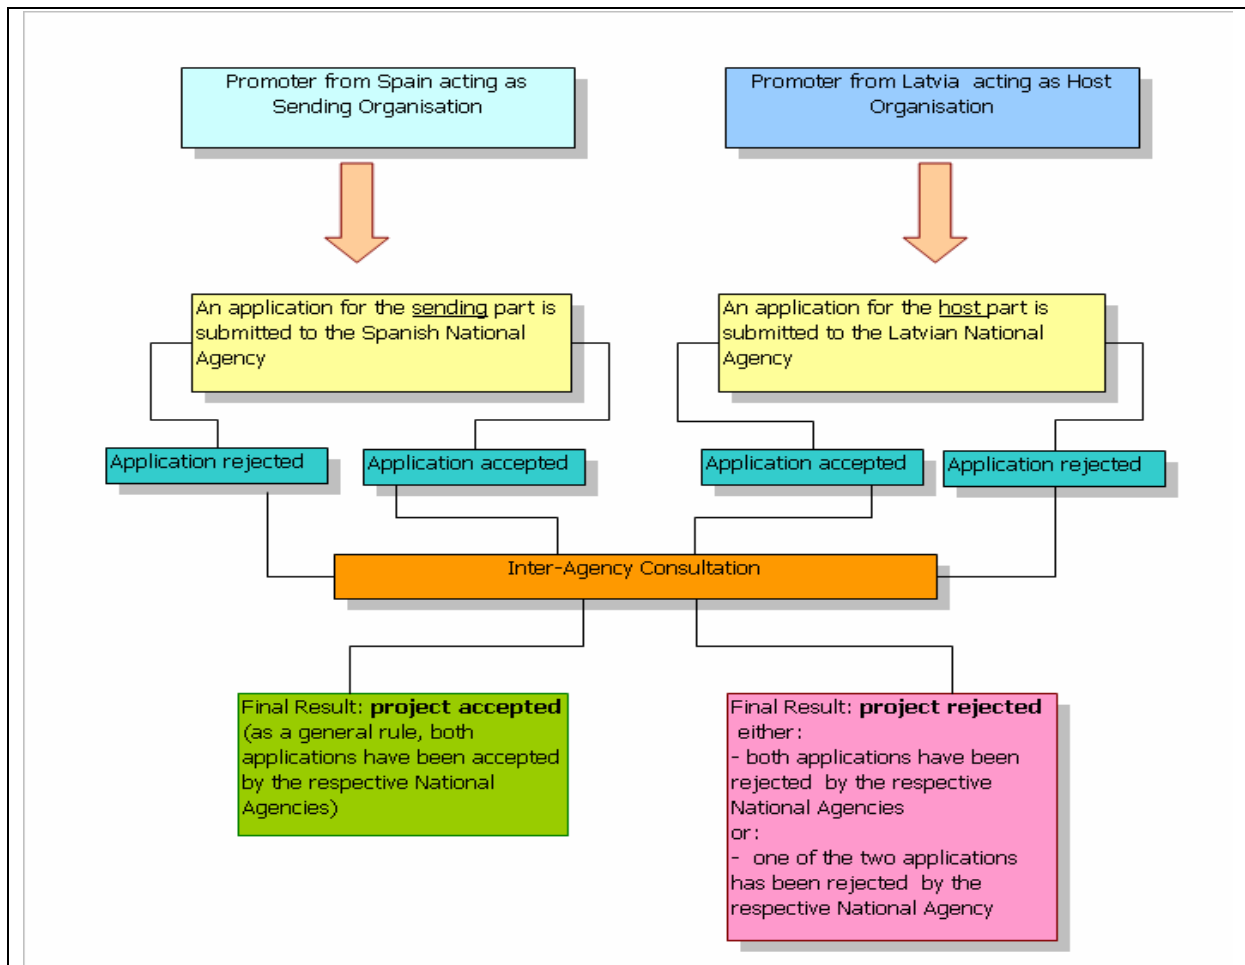 Promoter from Spain acting as
Sending Organisation
Promoter from Latvia acting as Host
Organisation
An application for the sending part is
submitted to the Spanish National
Agency
An application for the host part is
submitted to the Latvian National
Agency
Application rejected
Application accepted
Application accepted
Application rejected
Inter-Agency Consultation
Final Result: project accepted
(as a general rule, both
applications have been accepted
by the respective National
Agencies)
Final Result: project rejected
either:
- both applications have been
rejected by the respective
National Agencies
or:
- one of the two applications
has been rejected by the
respective National Agency